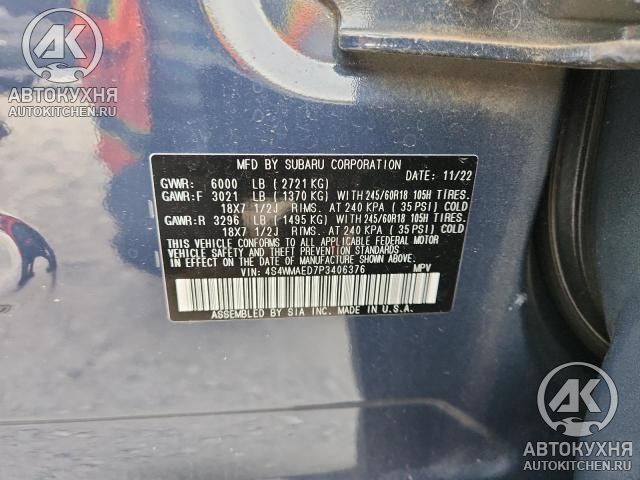 AK
АВТОКУХНЯ
AUTOKITCHEN.RU
MFD BY SUBARU CORPORATION
GVWR: 6000 LB ( 2721 KG) DATE: 11/22
GAWR:F 3021 LB ( 1370 KG) WITH 245/60R18 105H TIRES.
18X7 1/2J RIMS. AT 240 KPA ( 35 PSI) COLD
GAWR:R 3296 LB ( 1495 KG) WITH 245/60R18 105H TIRES.
18X7 1/2J RIMS. AT 240 KPA ( 35 PSI) COLD
THIS VEHICLE CONFORMS TO ALL APPLICABLE FEDERAL MOTOR
VEHICLE SAFETY AND THEFT PREVENTION STANDARDS
IN EFFECT ON THE DATE OF MANUFACTURE SHOWN ABOVE.
VIN: 4S4WMAED7P3406376 MPV
ASSEMBLED BY SIA INC. MADE IN U.S.A.
AK
АВТОКУХНЯ
AUTOKITCHEN.RU